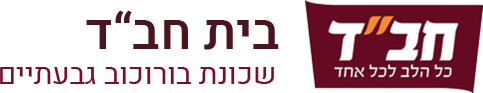 חב״ד
כל הלב לכל אחד
בית חב“ד
שכונת בורוכוב גבעתיים